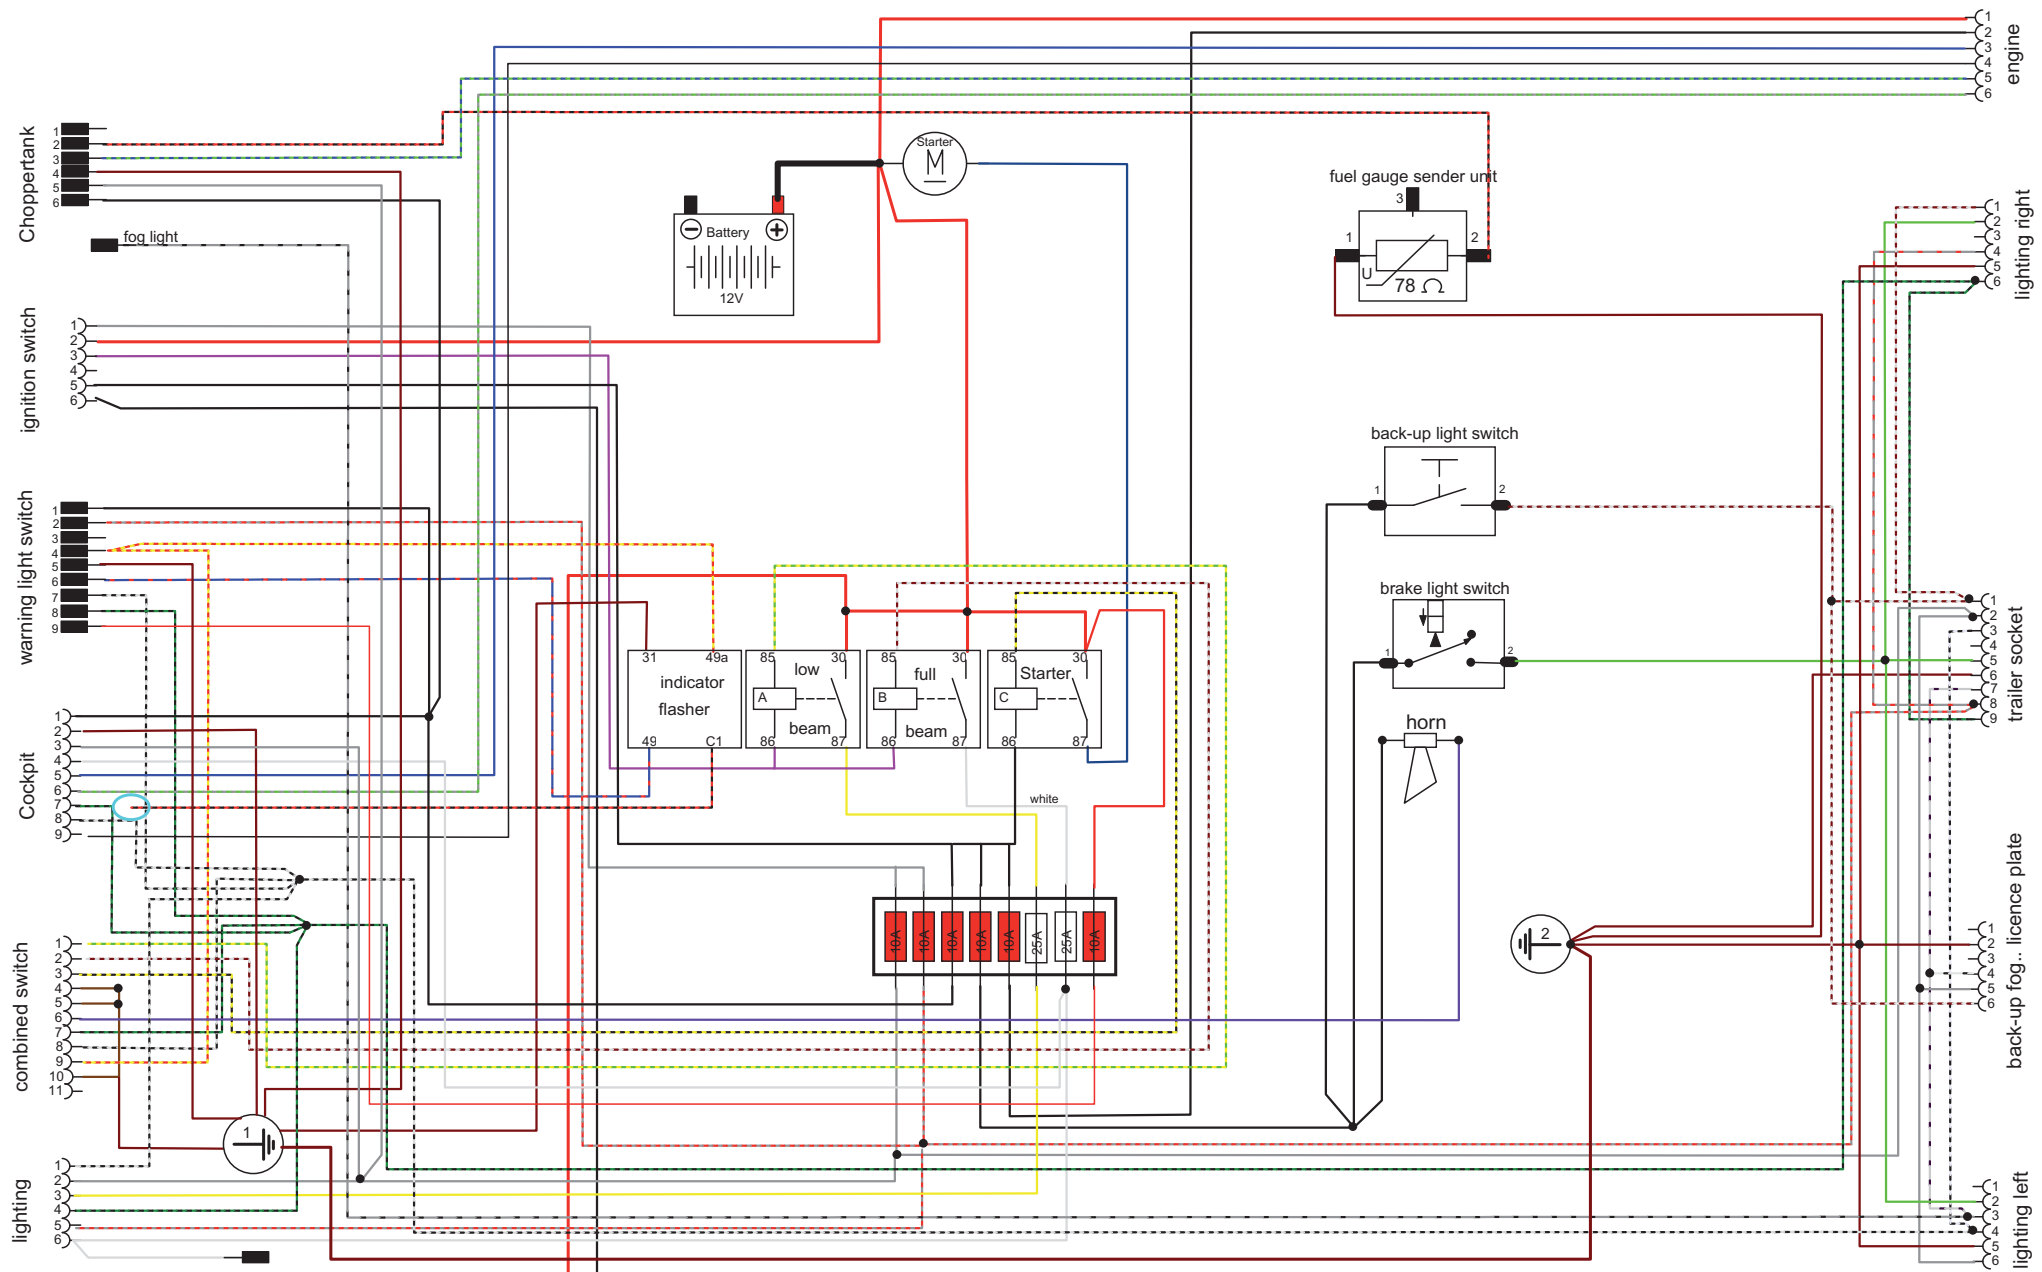 engine
1
2
3
4
5
6
Choppertank
1
2
3
4
5
6
fog light
Starter
M
Battery
12V
fuel gauge sender unit
3
1
2
U
78 Ω
lighting right
1
2
3
4
5
6
ignition switch
1
2
3
4
5
6
back-up light switch
1
2
warning light switch
1
2
3
4
5
6
7
8
9
brake light switch
1
2
trailer socket
1
2
3
4
5
6
7
8
9
31
49a
indicator
flasher
49
C1
85
30
low
A
beam
86
87
85
30
full
B
beam
86
87
85
30
Starter
C
86
87
horn
Cockpit
1
2
3
4
5
6
7
8
9
white
10A
10A
10A
10A
10A
25A
25A
10A
2
back-up fog.. licence plate
1
2
3
4
5
6
combined switch
1
2
3
4
5
6
7
8
9
10
11
1
lighting
1
2
3
4
5
6
lighting left
1
2
3
4
5
6